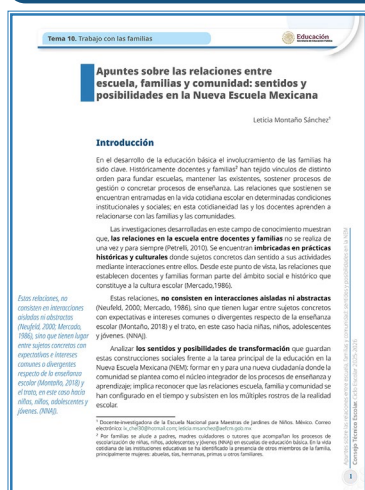 Tema 10. Trabajo con las familias
Educación
Apuntes sobre las relaciones entre
escuela, familias y comunidad: sentidos y
posibilidades en la Nueva Escuela Mexicana
Leticia Montaño Sánchez¹
Introducción
En el desarrollo de la educación básica el involucramiento de las familias ha
sido clave. Históricamente docentes y familias² han tejido vínculos de distinto
orden para fundar escuelas, mantener las existentes, sostener procesos de
gestión o concretar procesos de enseñanza. Las relaciones que sostienen se
encuentran entramadas en la vida cotidiana escolar en determinadas condiciones
institucionales y sociales; en esta cotidianeidad las y los docentes aprenden a
relacionarse con las familias y las comunidades.
Las investigaciones desarrolladas en este campo de conocimiento muestran
que, las relaciones en la escuela entre docentes y familias no se realiza de
una vez y para siempre (Petrelli, 2010). Se encuentran imbricadas en prácticas
históricas y culturales donde sujetos concretos dan sentido a sus actividades
mediante interacciones entre ellos. Desde este punto de vista, las relaciones que
establecen docentes y familias forman parte del ámbito social e histórico que
constituye a la cultura escolar (Mercado,1986).
Estas relaciones, no
consisten en interacciones
aisladas ni abstractas
(Neufeld, 2000; Mercado,
1986), sino que tienen lugar
entre sujetos concretos con
expectativas e intereses
comunes o divergentes
respecto de la enseñanza
escolar (Montaño, 2018) y
el trato, en este caso hacia
niñas, niños, adolescentes y
jóvenes. (NNAJ).
Estas relaciones, no consisten en interacciones aisladas ni abstractas
(Neufeld, 2000; Mercado, 1986), sino que tienen lugar entre sujetos concretos
con expectativas e intereses comunes o divergentes respecto de la enseñanza
escolar (Montaño, 2018) y el trato, en este caso hacia niñas, niños, adolescentes
y jóvenes. (NNAJ).
Analizar los sentidos y posibilidades de transformación que guardan
estas construcciones sociales frente a la tarea principal de la educación en la
Nueva Escuela Mexicana (NEM); formar en y para una nueva ciudadanía donde la
comunidad se plantea como el núcleo integrador de los procesos de enseñanza y
aprendizaje; implica reconocer que las relaciones escuela, familia y comunidad se
han configurado en el tiempo y subsisten en los múltiples rostros de la realidad
escolar.
¹ Docente-investigadora de la Escuela Nacional para Maestras de Jardines de Niños. México. Correo
² Por familias se alude a padres, madres cuidadores o tutores que acompañan los procesos de
escolarización de niñas, niños, adolescentes y jóvenes(NNAJ) en escuelas de educación básica. En la vida
cotidiana de las instituciones educativas se ha identificado la presencia de otros miembros de la familia,
principalmente mujeres: abuelas, tías, hermanas, primas u otros familiares.
Apuntes sobre las relaciones entre escuela, familias y comunidad: sentidos y posibilidades en la NEM
Consejo Técnico Escolar. Ciclo Escolar 2025-2026
1